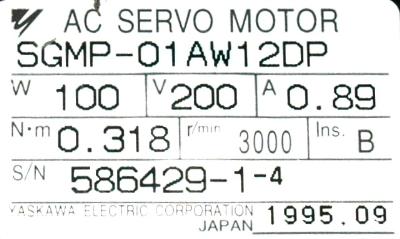 AC SERVO MOTOR
SGMP-01AW12DP
W 100 V 200 A 0.89
N·m 0.318 r/min 3000 Ins. B
S/N 586429-1-4
YASKAWA ELECTRIC CORPORATION
JAPAN 1995.09